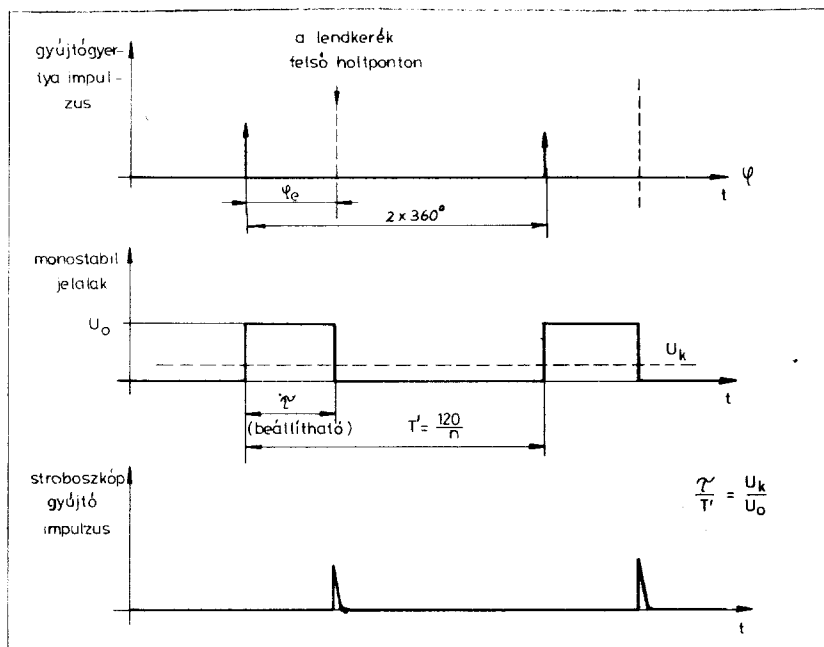 gyújtógyer-
tya impul-
zus
a lendkerék
felső holtponton
φ
t
φe
2 x 360°
monostabil
jelalak
U₀
Uₖ
t
τ
(beállítható)
T' = 120/n
stroboszkóp
gyújtó
impulzus
τ/T' = Uₖ/U₀
t